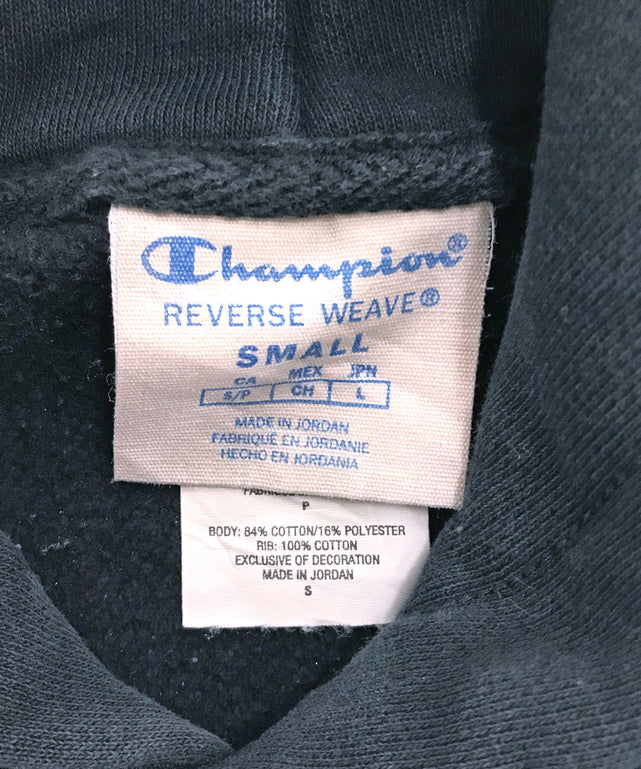 Champion®
REVERSE WEAVE®
SMALL
CA MEX JPN
S/P CH L
MADE IN JORDAN
FABRIQUÉ EN JORDANIE
HECHO EN JORDANIA
P
BODY: 84% COTTON/16% POLYESTER
RIB: 100% COTTON
EXCLUSIVE OF DECORATION
MADE IN JORDAN
S